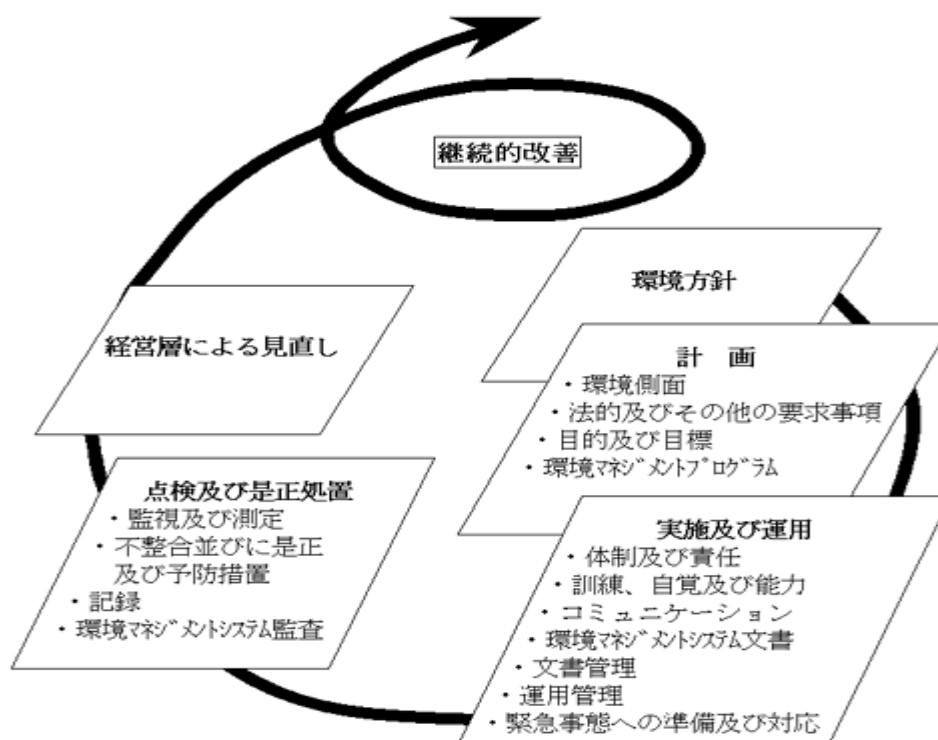 継続的改善
環境方針
計　画
・環境側面
・法的及びその他の要求事項
・目的及び目標
・環境ﾏﾈｼﾞﾒﾝﾄﾌﾟﾛｸﾞﾗﾑ
実施及び運用
・体制及び責任
・訓練、自覚及び能力
・コミュニケーション
・環境ﾏﾈｼﾞﾒﾝﾄｼｽﾃﾑ文書
・文書管理
・運用管理
・緊急事態への準備及び対応
点検及び是正処置
・監視及び測定
・不整合並びに是正
及び予防措置
・記録
・環境ﾏﾈｼﾞﾒﾝﾄｼｽﾃﾑ監査
経営層による見直し